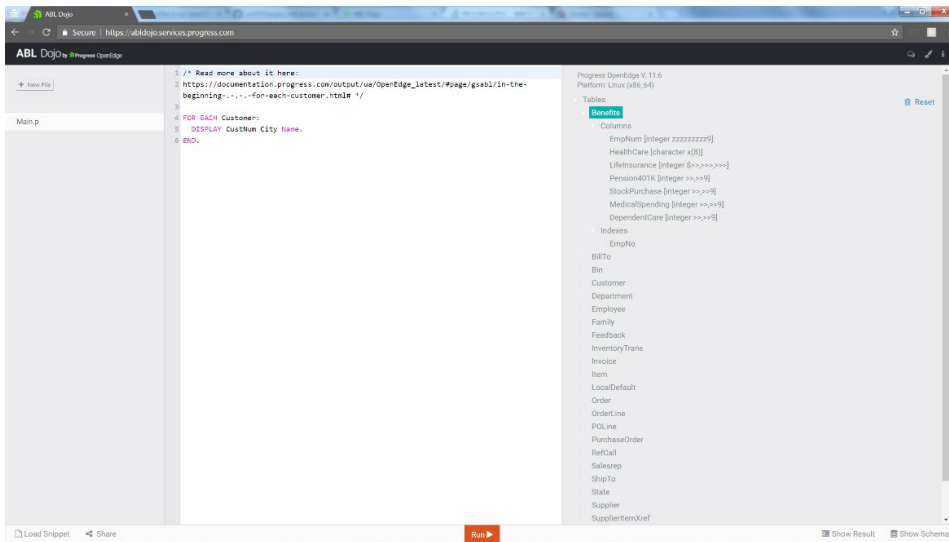 ABL Dojo
Secure | https://abldojo.services.progress.com
ABL Dojo by Progress OpenEdge
+ New File
Main.p
1 /* Read more about it here:
2 https://documentation.progress.com/output/ua/OpenEdge_latest/#page/gsabl/in-the-
beginning-.-.-.-for-each-customer.html# */
3
4 FOR EACH Customer:
5 DISPLAY CustNum City Name.
6 END.
Progress OpenEdge V. 11.6
Platform: Linux (x86_64)
Reset
Tables
Benefits
Columns
EmpNum [integer zzzzzzzzz9]
HealthCare [character x(8)]
LifeInsurance [integer $>>,>>>,>>>]
Pension401K [integer >>,>>9]
StockPurchase [integer >>,>>9]
MedicalSpending [integer >>,>>9]
DependentCare [integer >>,>>9]
Indexes
EmpNo
BillTo
Bin
Customer
Department
Employee
Family
Feedback
InventoryTrans
Invoice
Item
LocalDefault
Order
OrderLine
POLine
PurchaseOrder
RefCall
Salesrep
ShipTo
State
Supplier
SupplierItemXref
Load Snippet
Share
Run
Show Result
Show Schema